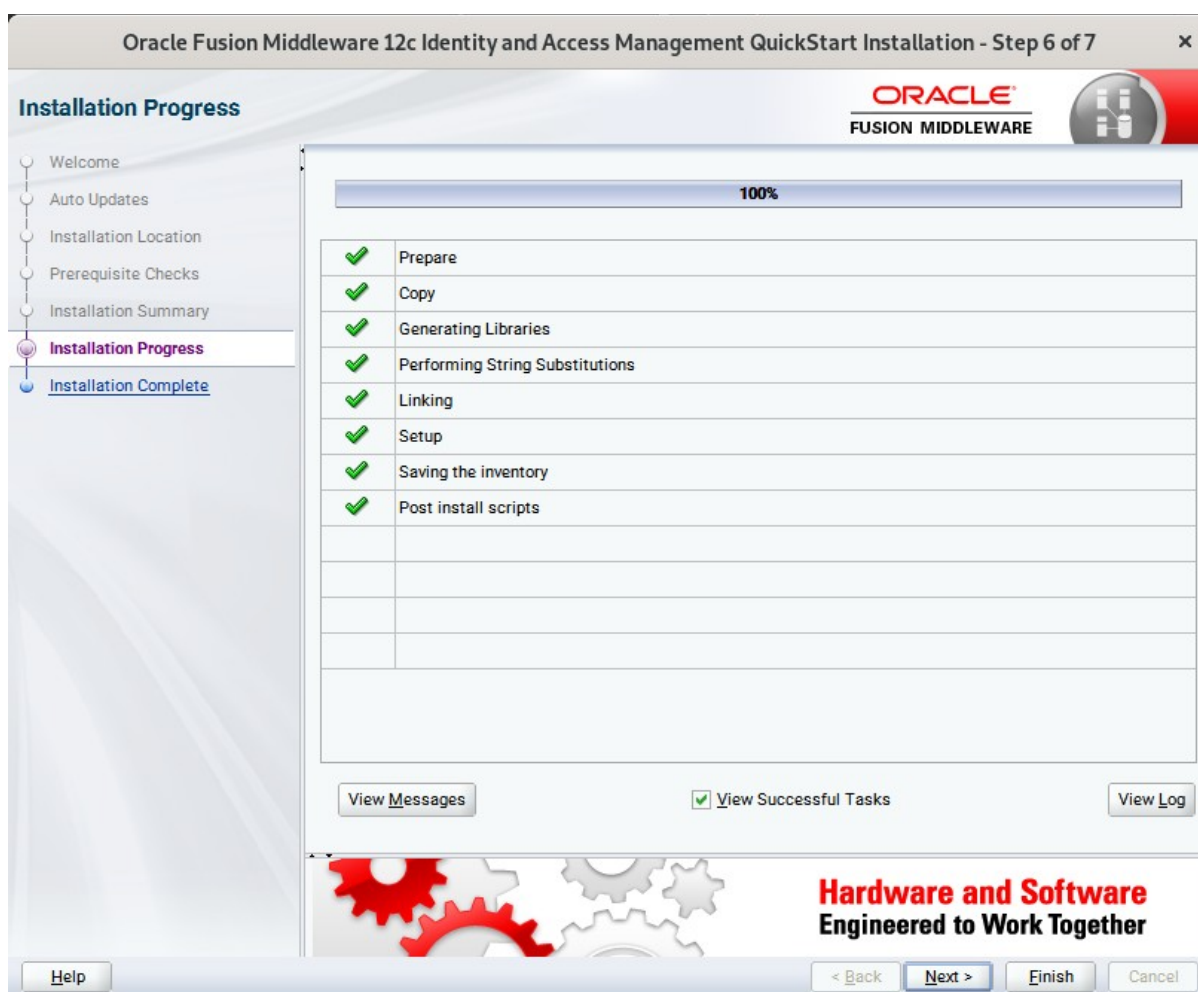 Oracle Fusion Middleware 12c Identity and Access Management QuickStart Installation - Step 6 of 7
×
Installation Progress
ORACLE®
FUSION MIDDLEWARE
Welcome
Auto Updates
Installation Location
Prerequisite Checks
Installation Summary
Installation Progress
Installation Complete
100%
Prepare
Copy
Generating Libraries
Performing String Substitutions
Linking
Setup
Saving the inventory
Post install scripts
View Messages
View Successful Tasks
View Log
Hardware and Software
Engineered to Work Together
Help
< Back
Next >
Finish
Cancel